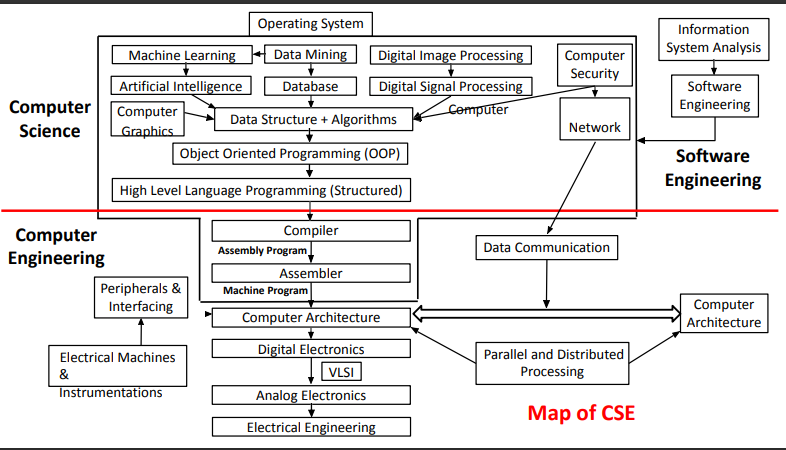 Operating System
Information
System Analysis
Machine Learning
Data Mining
Digital Image Processing
Computer
Security
Artificial Intelligence
Database
Digital Signal Processing
Software
Engineering
Computer
Science
Computer
Graphics
Data Structure + Algorithms
Computer
Network
Object Oriented Programming (OOP)
Software
Engineering
High Level Language Programming (Structured)
Computer
Engineering
Compiler
Assembly Program
Data Communication
Assembler
Machine Program
Peripherals &
Interfacing
Computer Architecture
Computer
Architecture
Digital Electronics
Electrical Machines
&
Instrumentations
VLSI
Parallel and Distributed
Processing
Analog Electronics
Map of CSE
Electrical Engineering